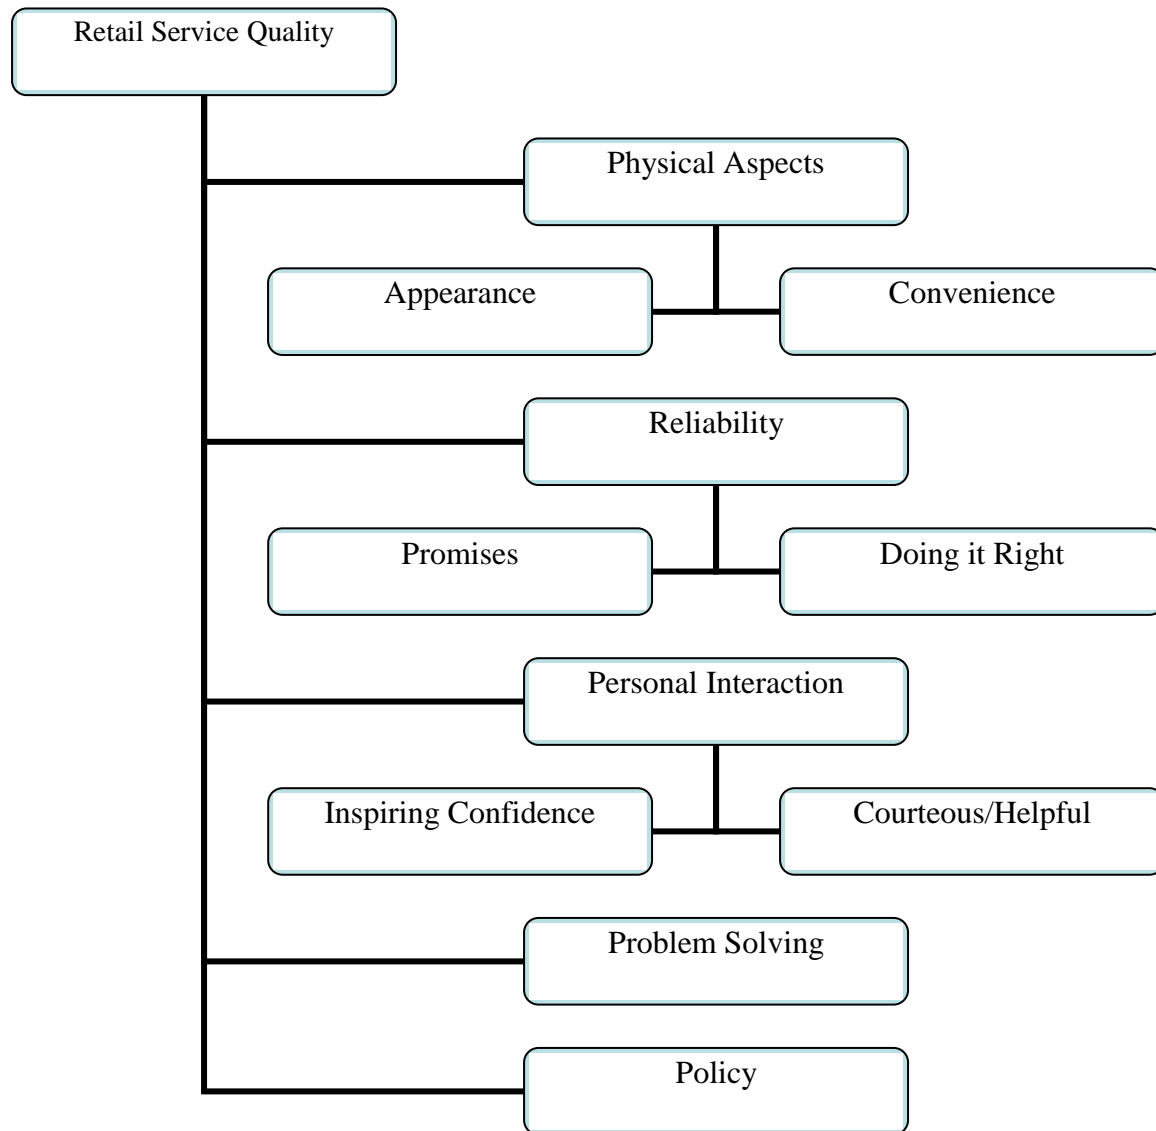 Retail Service Quality
Physical Aspects
Appearance
Convenience
Reliability
Promises
Doing it Right
Personal Interaction
Inspiring Confidence
Courteous/Helpful
Problem Solving
Policy